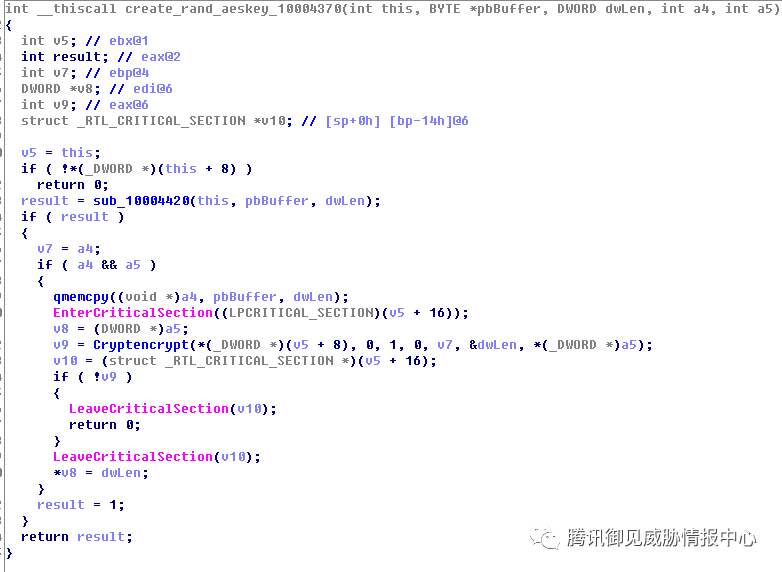 int __thiscall create_rand_aeskey_10004370(int this, BYTE *pbBuffer, DWORD dwLen, int a4, int a5)
{
  int v5; // ebx@1
  int result; // eax@2
  int v7; // ebp@4
  DWORD *v8; // edi@6
  int v9; // eax@6
  struct _RTL_CRITICAL_SECTION *v10; // [sp+0h] [bp-14h]@6

  v5 = this;
  if ( !*(_DWORD *)(this + 8) )
    return 0;
  result = sub_10004420(this, pbBuffer, dwLen);
  if ( result )
  {
    v7 = a4;
    if ( a4 && a5 )
    {
      qmemcpy((void *)a4, pbBuffer, dwLen);
      EnterCriticalSection((LPCRITICAL_SECTION)(v5 + 16));
      v8 = (DWORD *)a5;
      v9 = Cryptencrypt(*(_DWORD *)(v5 + 8), 0, 1, 0, v7, &dwLen, *(_DWORD *)a5);
      v10 = (struct _RTL_CRITICAL_SECTION *)(v5 + 16);
      if ( !v9 )
      {
        LeaveCriticalSection(v10);
        return 0;
      }
      LeaveCriticalSection(v10);
      *v8 = dwLen;
    }
    result = 1;
  }
  return result;
}
腾讯御见威胁情报中心